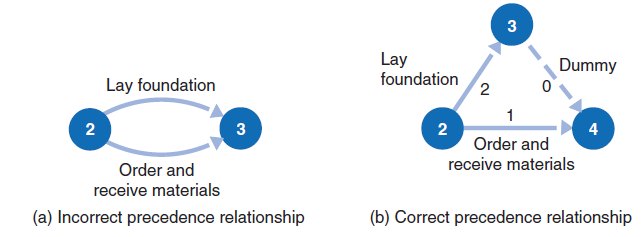 Lay foundation
2
3
Order and
receive materials
(a) Incorrect precedence relationship
3
Lay
foundation
2
Dummy
0
2
1
4
Order and
receive materials
(b) Correct precedence relationship